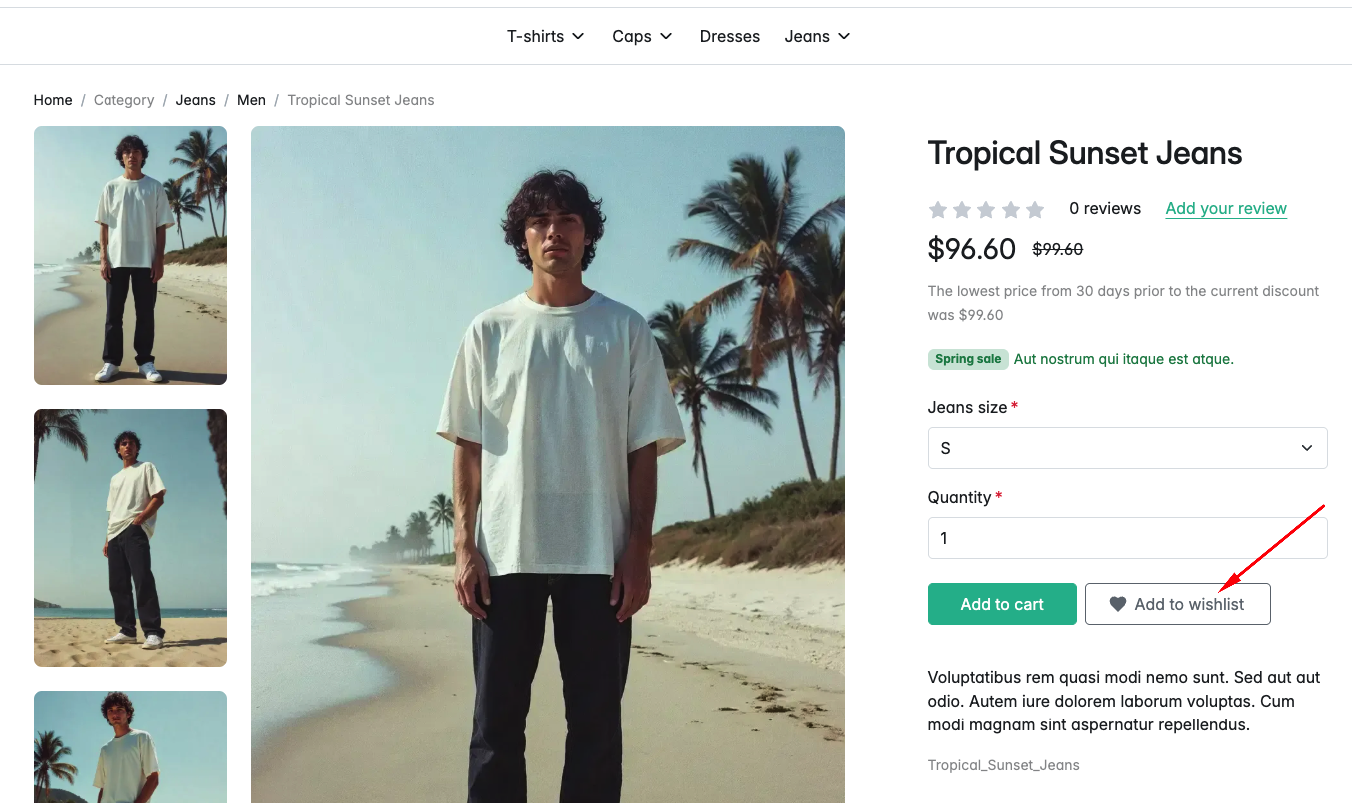 T-shirts Caps Dresses Jeans
Home / Category / Jeans / Men / Tropical Sunset Jeans
Tropical Sunset Jeans
0 reviews Add your review
$96.60 $99.60
The lowest price from 30 days prior to the current discount
was $99.60
Spring sale Aut nostrum qui itaque est atque.
Jeans size *
S
Quantity *
1
Add to cart Add to wishlist
Voluptatibus rem quasi modi nemo sunt. Sed aut aut
odio. Autem iure dolorem laborum voluptas. Cum
modi magnam sint aspernatur repellendus.
Tropical_Sunset_Jeans